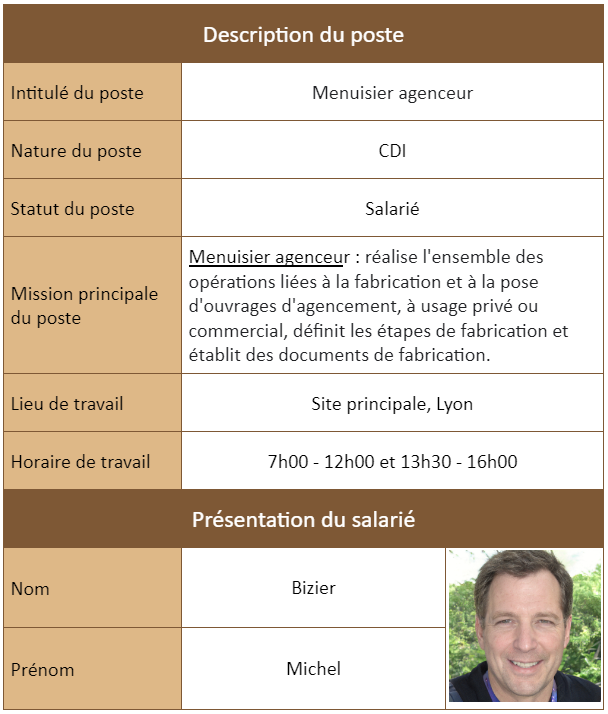 Description du poste
Intitulé du poste
Menuisier agenceur
Nature du poste
CDI
Statut du poste
Salarié
Mission principale
du poste
Menuisier agenceur : réalise l'ensemble des
opérations liées à la fabrication et à la pose
d'ouvrages d'agencement, à usage privé ou
commercial, définit les étapes de fabrication et
établit des documents de fabrication.
Lieu de travail
Site principale, Lyon
Horaire de travail
7h00 - 12h00 et 13h30 - 16h00
Présentation du salarié
Nom
Bizier
Prénom
Michel